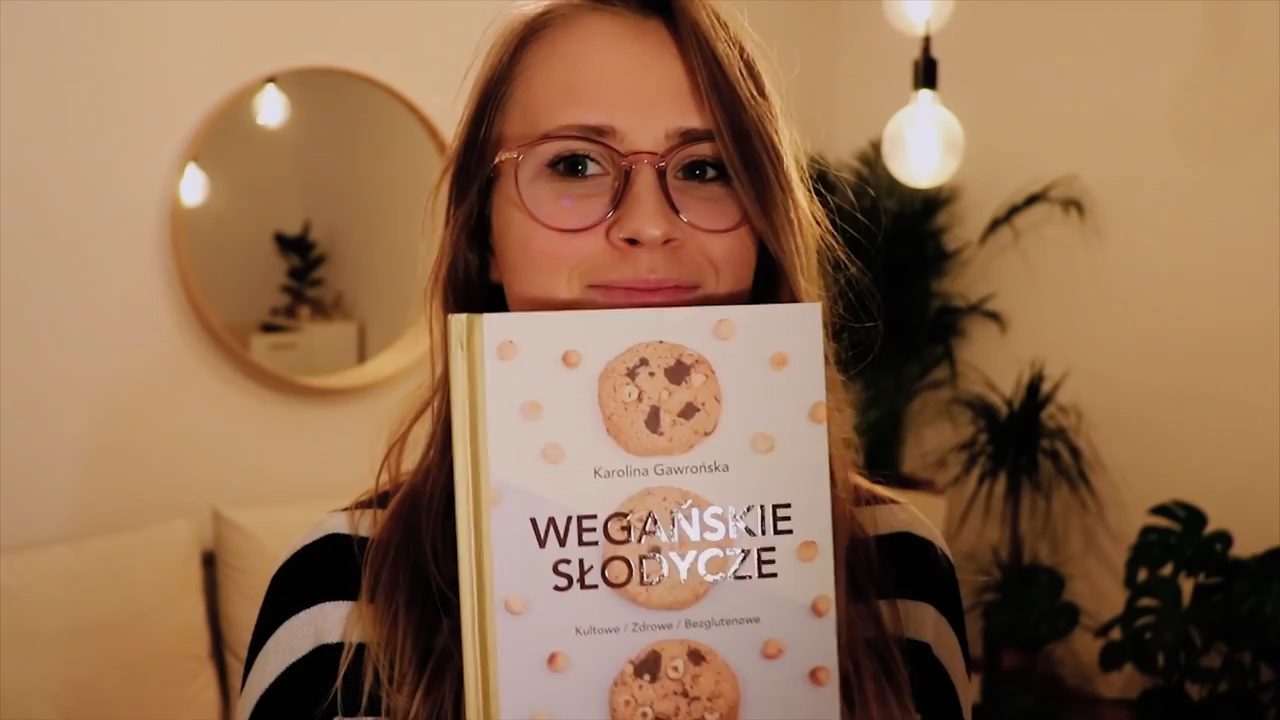 Karolina Gawrońska
WEGAŃSKIE
SŁODYCZE
Kultowe / Zdrowe / Bezglutenowe